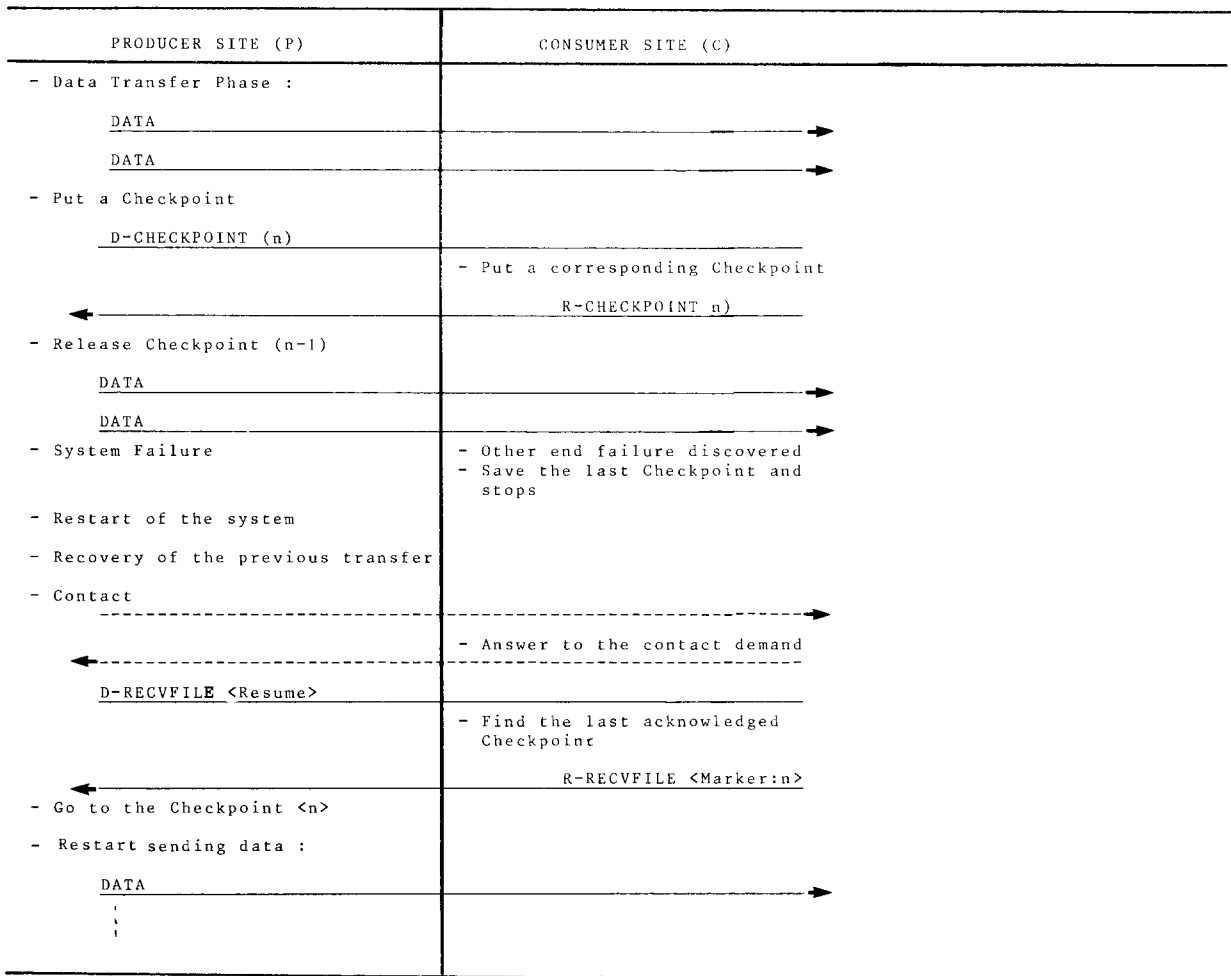 PRODUCER SITE (P)
CONSUMER SITE (C)
- Data Transfer Phase :
DATA
DATA
- Put a Checkpoint
D-CHECKPOINT (n)
- Put a corresponding Checkpoint
R-CHECKPOINT n)
- Release Checkpoint (n-1)
DATA
DATA
- System Failure
- Other end failure discovered
- Save the last Checkpoint and
stops
- Restart of the system
- Recovery of the previous transfer
- Contact
- Answer to the contact demand
D-RECVFILE <Resume>
- Find the last acknowledged
Checkpoint
R-RECVFILE <Marker:n>
- Go to the Checkpoint <n>
- Restart sending data :
DATA